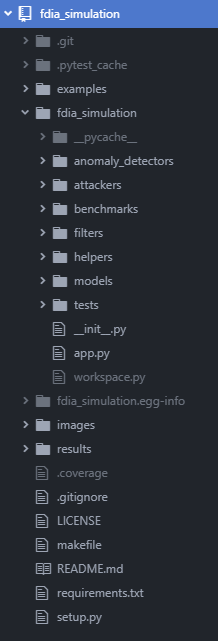 fdia_simulation
.git
.pytest_cache
examples
fdia_simulation
__pycache__
anomaly_detectors
attackers
benchmarks
filters
helpers
models
tests
__init__.py
app.py
workspace.py
fdia_simulation.egg-info
images
results
.coverage
.gitignore
LICENSE
makefile
README.md
requirements.txt
setup.py